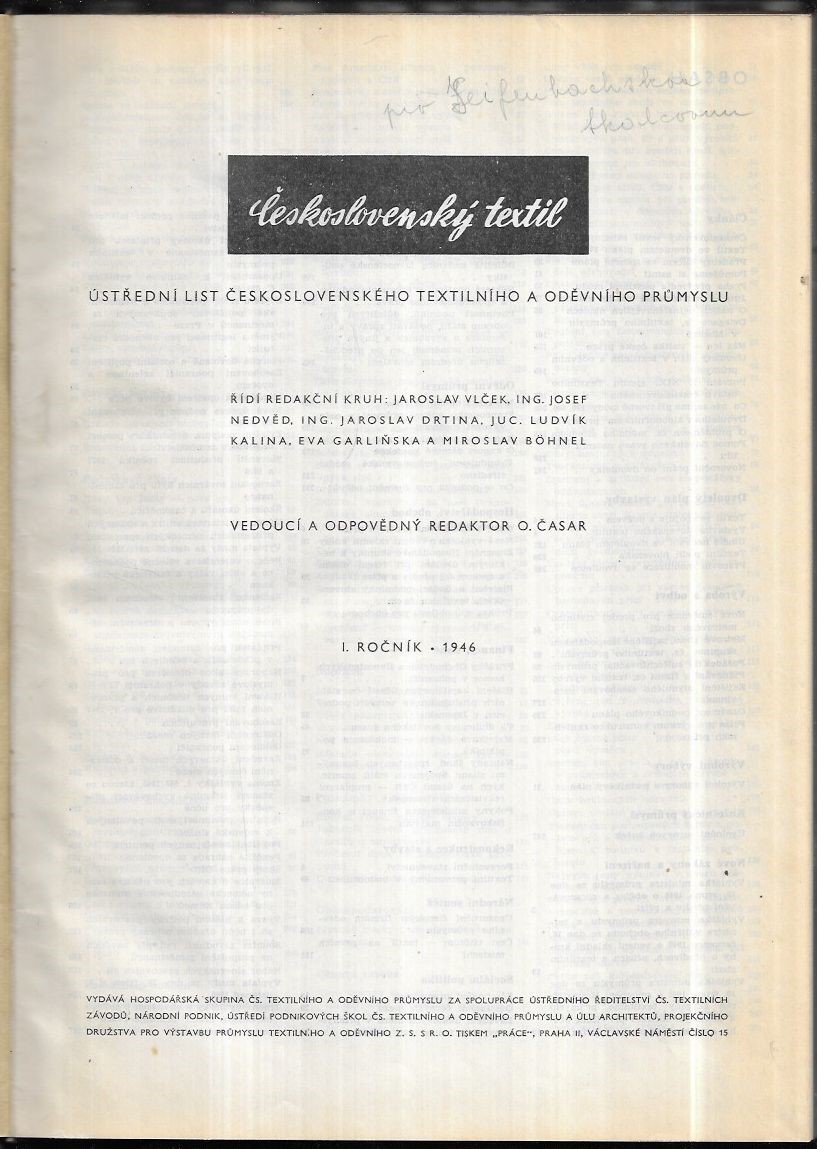 pro Seifenbachskou
tkalcovnu
Československý textil
ÚSTŘEDNÍ LIST ČESKOSLOVENSKÉHO TEXTILNÍHO A ODĚVNÍHO PRŮMYSLU
ŘÍDÍ REDAKČNÍ KRUH: JAROSLAV VLČEK, ING. JOSEF
NEDVĚD, ING. JAROSLAV DRTINA, JUC. LUDVÍK
KALINA, EVA GARLIŇSKA A MIROSLAV BÖHNEL
VEDOUCÍ A ODPOVĚDNÝ REDAKTOR O. ČASAR
I. ROČNÍK • 1946
VYDÁVÁ HOSPODÁŘSKÁ SKUPINA ČS. TEXTILNÍHO A ODĚVNÍHO PRŮMYSLU ZA SPOLUPRÁCE ÚSTŘEDNÍHO ŘEDITELSTVÍ ČS. TEXTILNÍCH
ZÁVODŮ, NÁRODNÍ PODNIK, ÚSTŘEDÍ PODNIKOVÝCH ŠKOL ČS. TEXTILNÍHO A ODĚVNÍHO PRŮMYSLU A ÚLU ARCHITEKTŮ, PROJEKČNÍHO
DRUŽSTVA PRO VÝSTAVBU PRŮMYSLU TEXTILNÍHO A ODĚVNÍHO Z. S. S R. O. TISKEM „PRÁCE“, PRAHA II, VÁCLAVSKÉ NÁMĚSTÍ ČÍSLO 15